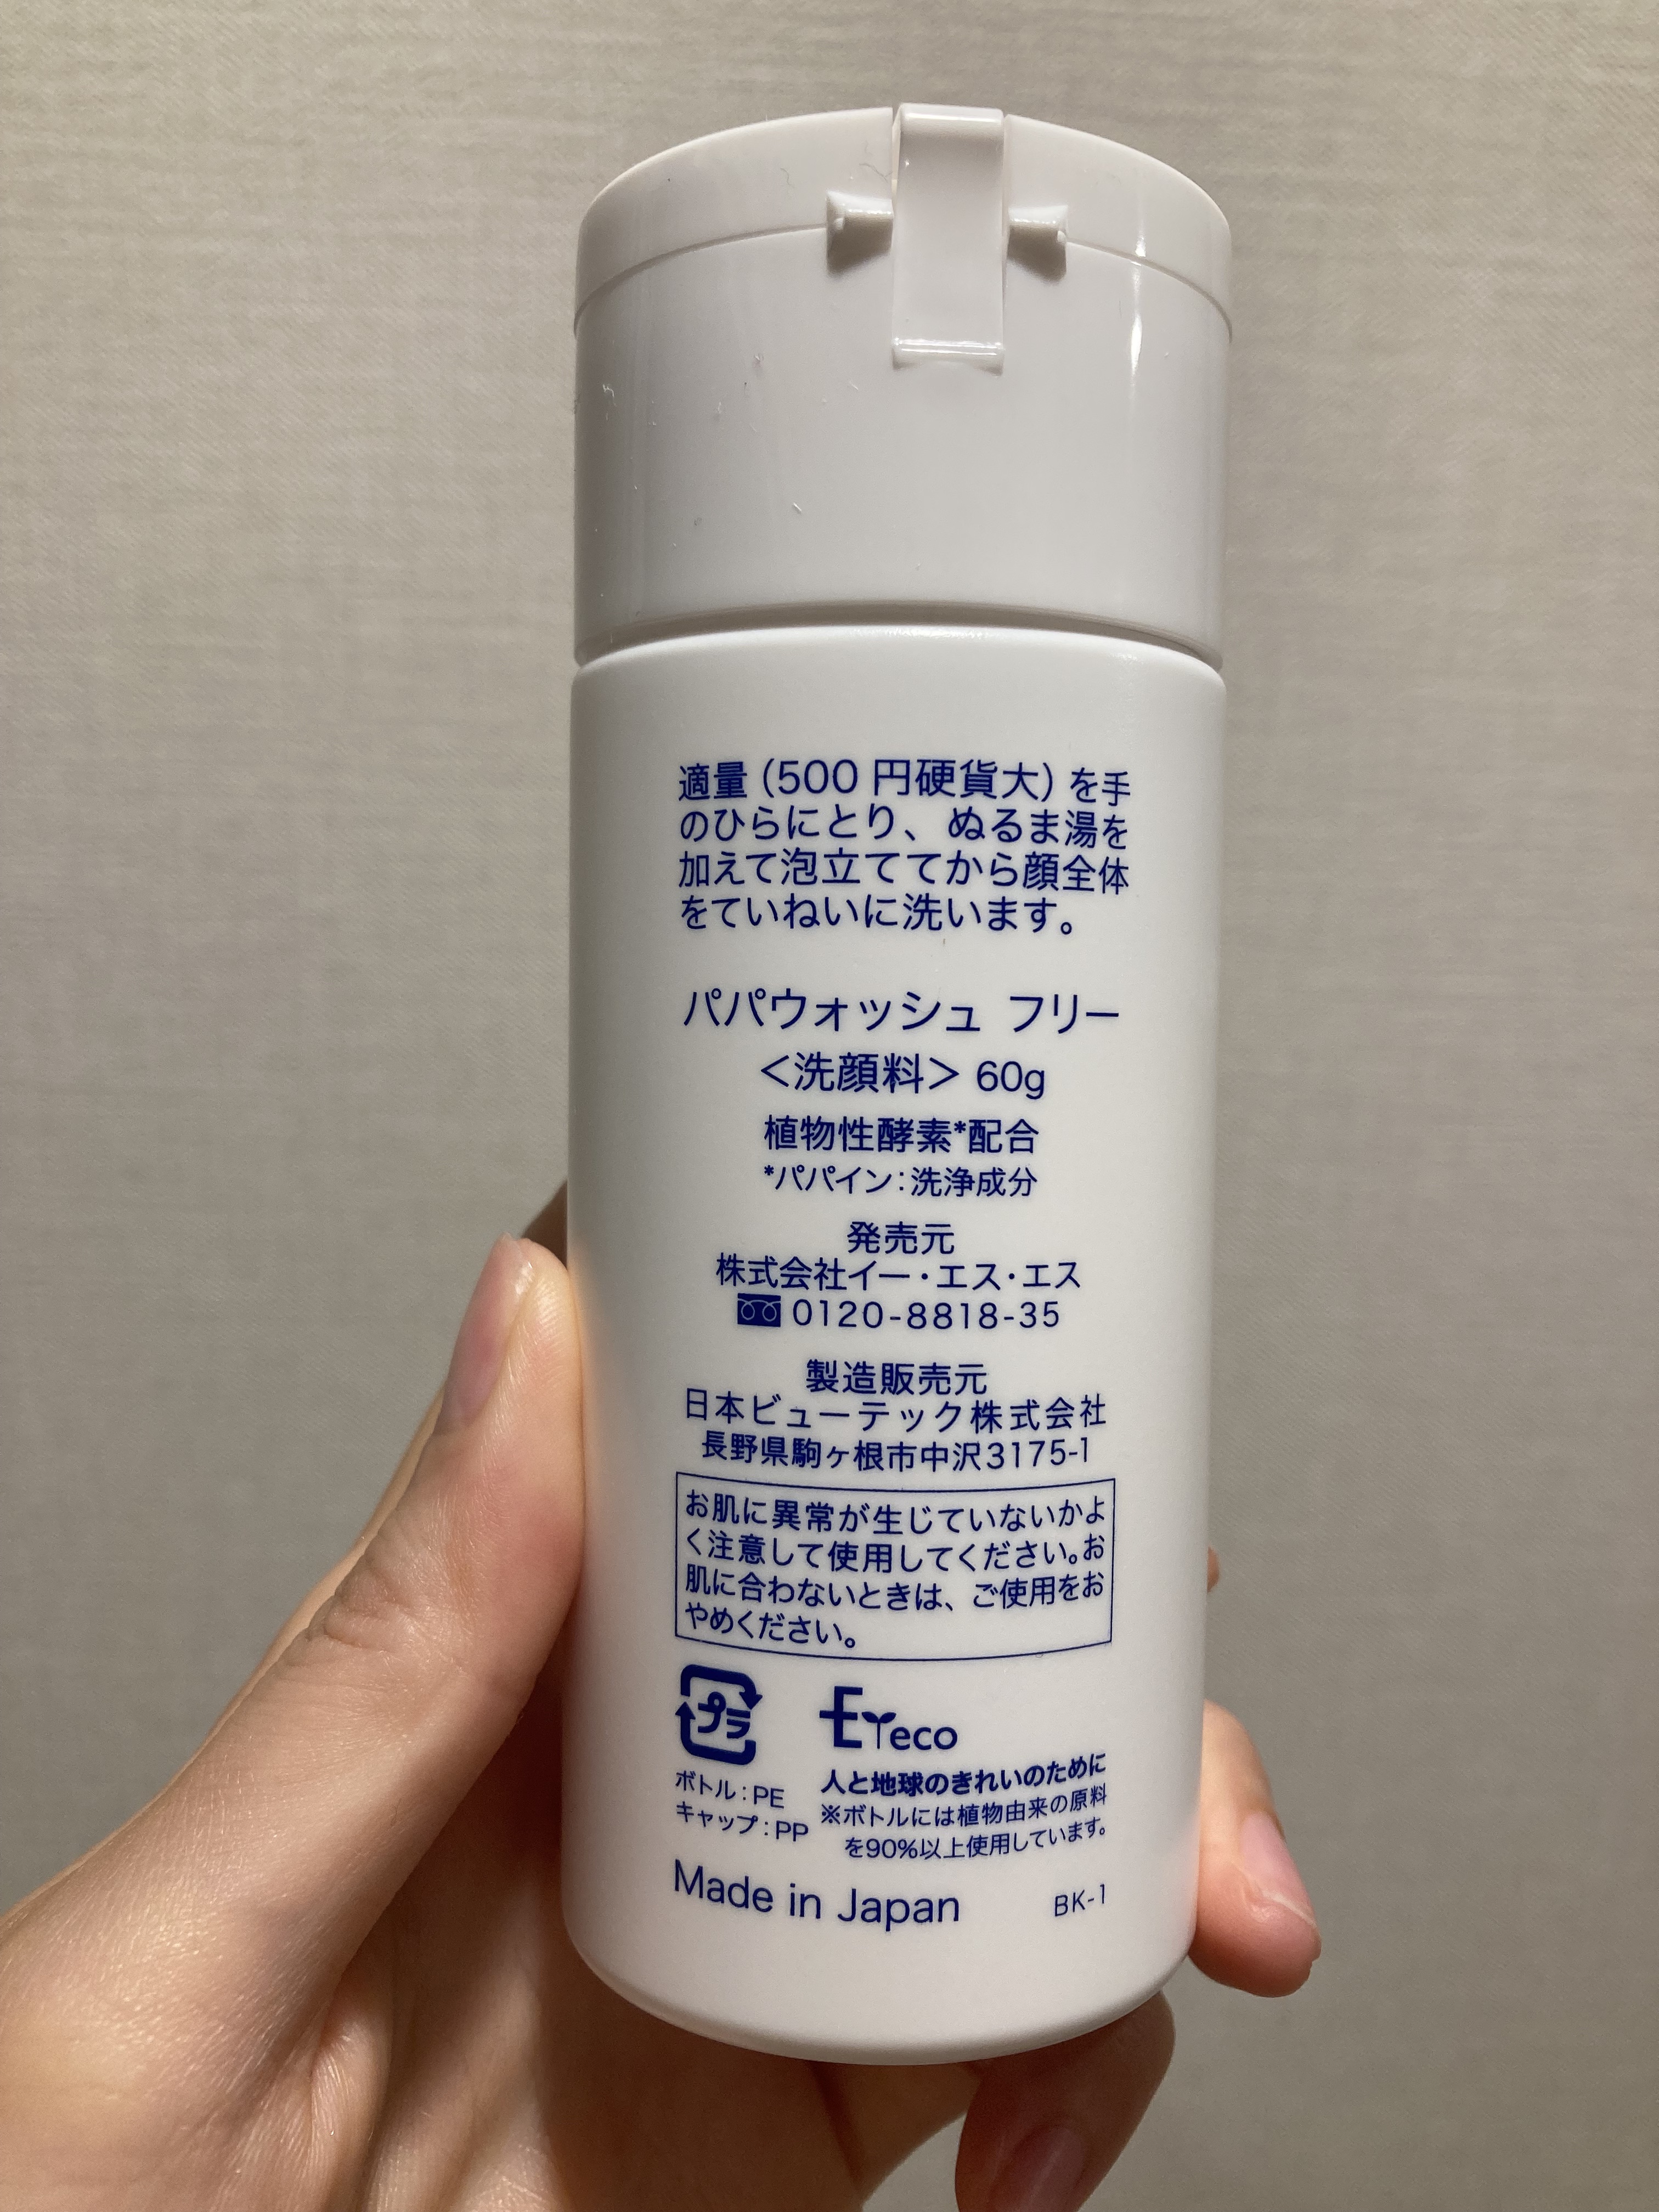 適量(500 円硬貨大)を手
のひらにとり、ぬるま湯を
加えて泡立ててから顔全体
をていねいに洗います。
パパウォッシュ フリー
<洗顔料> 60g
植物性酵素*配合
*パパイン:洗浄成分
発売元
株式会社イー・エス・エス
0120-8818-35
製造販売元
日本ビューテック株式会社
長野県駒ヶ根市中沢3175-1
お肌に異常が生じていないかよ
く注意して使用してください。お
肌に合わないときは、ご使用をお
やめください。
プラ
ボトル:PE
キャップ:PP
E eco
人と地球のきれいのために
※ボトルには植物由来の原料
を90%以上使用しています。
Made in Japan
BK-1